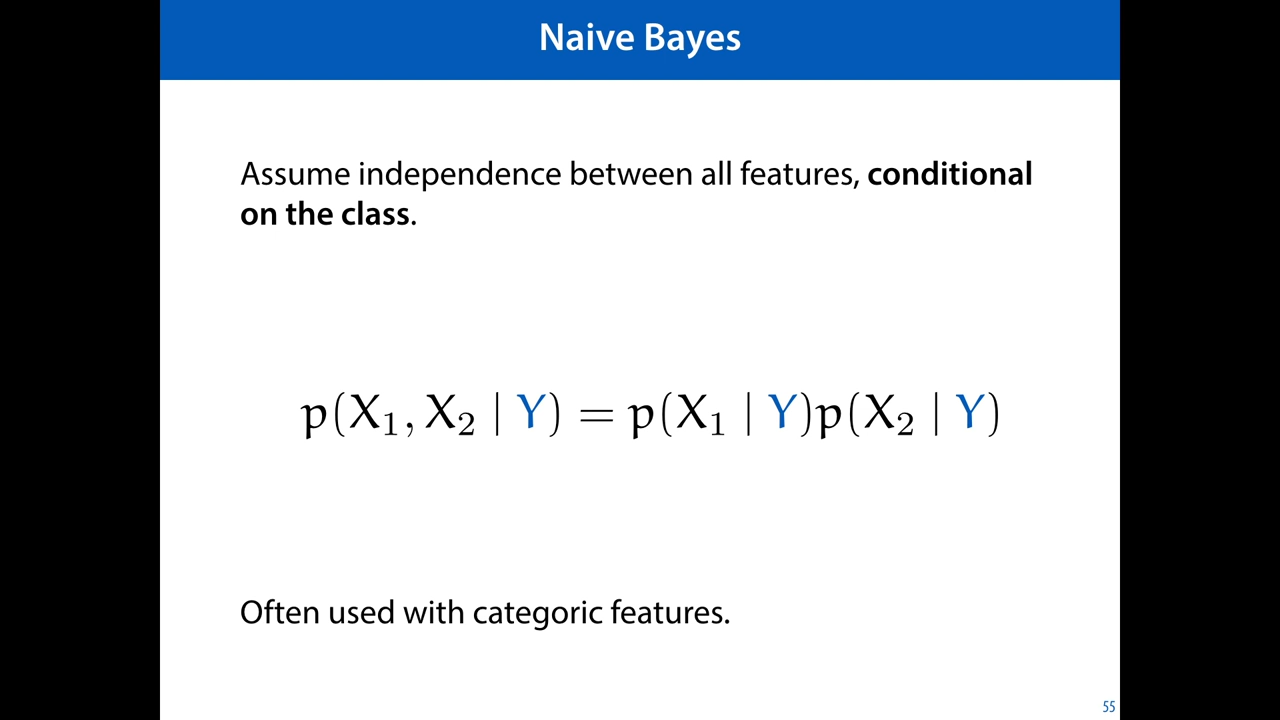 Naive Bayes
Assume independence between all features, conditional
on the class.
p(X₁, X₂ | Y) = p(X₁ | Y)p(X₂ | Y)
Often used with categoric features.
55